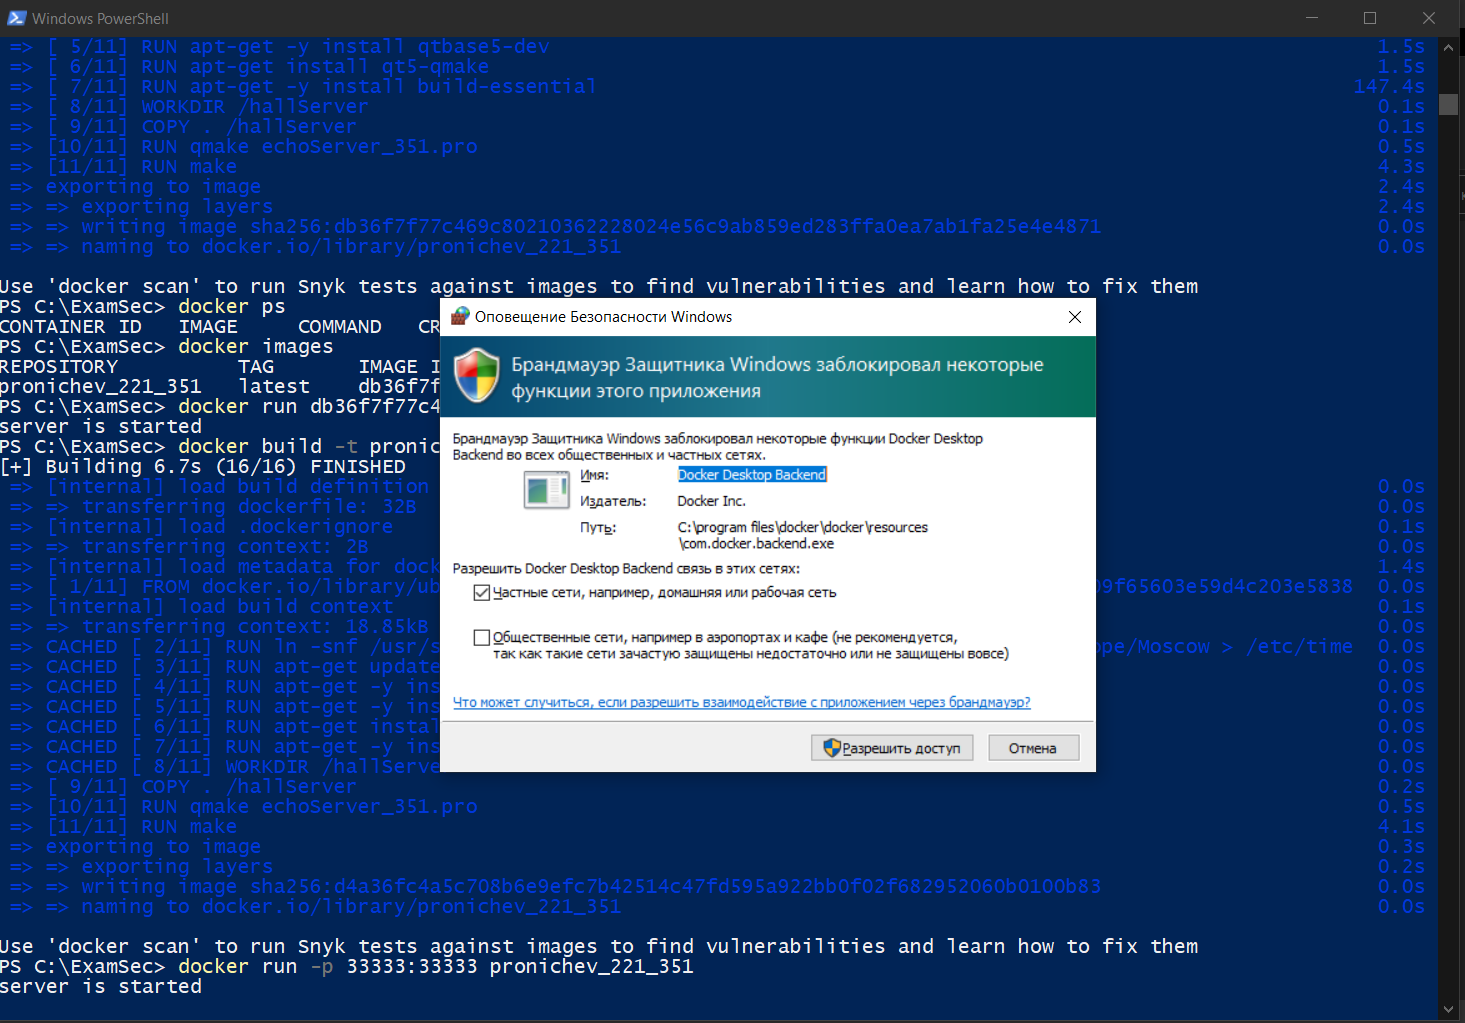 Windows PowerShell
=> [ 5/11] RUN apt-get -y install qtbase5-dev 1.5s
=> [ 6/11] RUN apt-get install qt5-qmake 1.5s
=> [ 7/11] RUN apt-get -y install build-essential 147.4s
=> [ 8/11] WORKDIR /hallServer 0.1s
=> [ 9/11] COPY . /hallServer 0.1s
=> [10/11] RUN qmake echoServer_351.pro 0.5s
=> [11/11] RUN make 4.3s
=> exporting to image 2.4s
=> => exporting layers 2.4s
=> => writing image sha256:db36f7f77c469c80210362228024e56c9ab859ed283ffa0ea7ab1fa25e4e4871 0.0s
=> => naming to docker.io/library/pronichev_221_351 0.0s
Use 'docker scan' to run Snyk tests against images to find vulnerabilities and learn how to fix them
PS C:\ExamSec> docker ps
CONTAINER ID IMAGE COMMAND CR
PS C:\ExamSec> docker images
REPOSITORY TAG IMAGE I
pronichev_221_351 latest db36f7f
PS C:\ExamSec> docker run db36f7f77c4
server is started
PS C:\ExamSec> docker build -t pronic
[+] Building 6.7s (16/16) FINISHED
=> [internal] load build definition 0.0s
=> => transferring dockerfile: 32B 0.0s
=> [internal] load .dockerignore 0.1s
=> => transferring context: 2B 0.0s
=> [internal] load metadata for dock 1.4s
=> [ 1/11] FROM docker.io/library/ub 09f65603e59d4c203e5838 0.0s
=> [internal] load build context 0.1s
=> => transferring context: 18.85kB 0.0s
=> CACHED [ 2/11] RUN ln -snf /usr/s ope/Moscow > /etc/time 0.0s
=> CACHED [ 3/11] RUN apt-get update 0.0s
=> CACHED [ 4/11] RUN apt-get -y ins 0.0s
=> CACHED [ 5/11] RUN apt-get -y ins 0.0s
=> CACHED [ 6/11] RUN apt-get instal 0.0s
=> CACHED [ 7/11] RUN apt-get -y ins 0.0s
=> CACHED [ 8/11] WORKDIR /hallServe 0.0s
=> [ 9/11] COPY . /hallServer 0.2s
=> [10/11] RUN qmake echoServer_351.pro 0.5s
=> [11/11] RUN make 4.1s
=> exporting to image 0.3s
=> => exporting layers 0.2s
=> => writing image sha256:d4a36fc4a5c708b6e9efc7b42514c47fd595a922bb0f02f682952060b0100b83 0.0s
=> => naming to docker.io/library/pronichev_221_351 0.0s
Use 'docker scan' to run Snyk tests against images to find vulnerabilities and learn how to fix them
PS C:\ExamSec> docker run -p 33333:33333 pronichev_221_351
server is started
Оповещение Безопасности Windows
Брандмауэр Защитника Windows заблокировал некоторые
функции этого приложения
Брандмауэр Защитника Windows заблокировал некоторые функции Docker Desktop
Backend во всех общественных и частных сетях.
Имя: Docker Desktop Backend
Издатель: Docker Inc.
Путь: C:\program files\docker\docker\resources
\com.docker.backend.exe
Разрешить Docker Desktop Backend связь в этих сетях:
Частные сети, например, домашняя или рабочая сеть
Общественные сети, например в аэропортах и кафе (не рекомендуется,
так как такие сети зачастую защищены недостаточно или не защищены вовсе)
Что может случиться, если разрешить взаимодействие с приложением через брандмауэр?
Разрешить доступ
Отмена